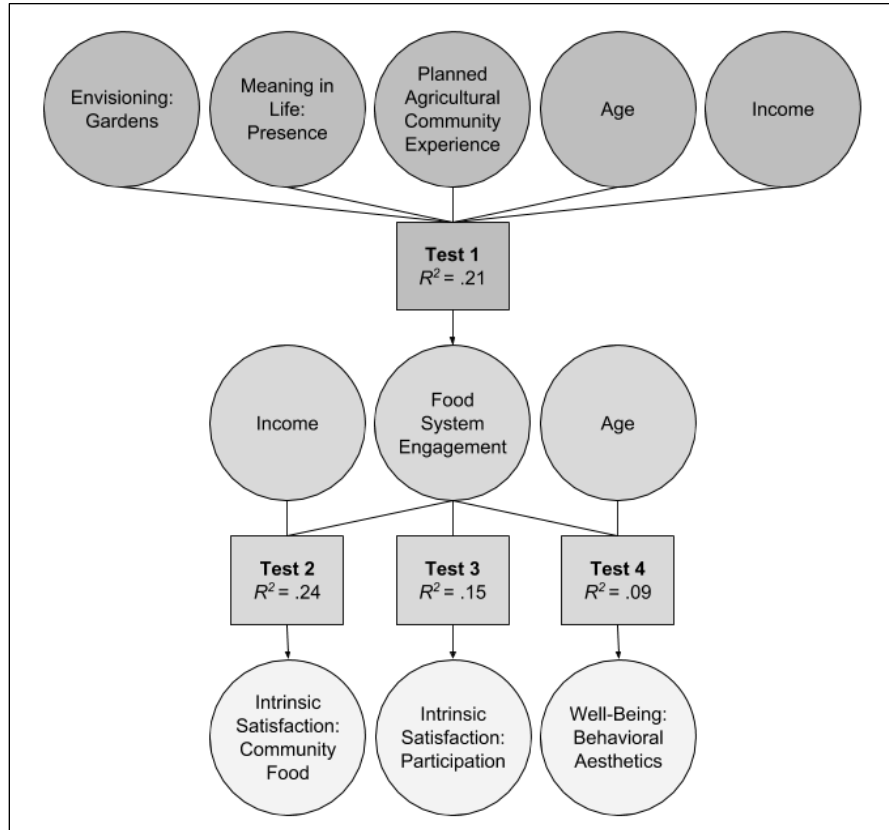 Envisioning:
Gardens
Meaning in
Life:
Presence
Planned
Agricultural
Community
Experience
Age
Income
Test 1
R² = .21
Income
Food
System
Engagement
Age
Test 2
R² = .24
Test 3
R² = .15
Test 4
R² = .09
Intrinsic
Satisfaction:
Community
Food
Intrinsic
Satisfaction:
Participation
Well-Being:
Behavioral
Aesthetics